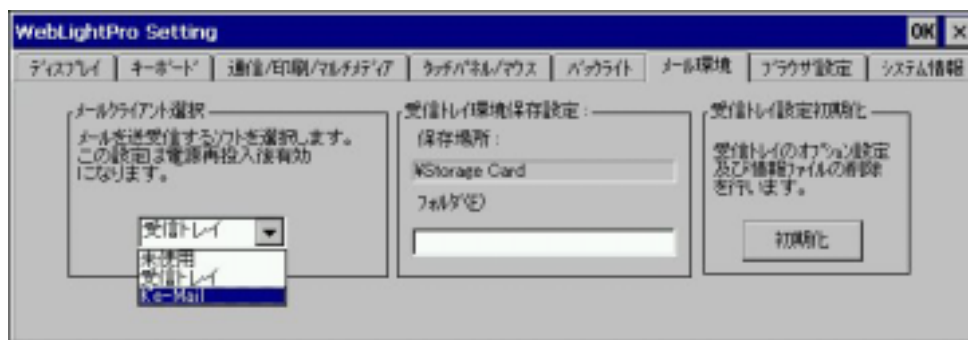 WebLightPro Setting
OK ×
ﾃﾞｨｽﾌﾟﾚｲ ｷｰﾎﾞｰﾄﾞ 通信/印刷/ﾏﾙﾁﾒﾃﾞｨｱ ﾀｯﾁﾊﾟﾈﾙ/ﾏｳｽ ﾊﾞｯｸﾗｲﾄ ﾒｰﾙ環境 ﾌﾞﾗｳｻﾞ設定 ｼｽﾃﾑ情報
ﾒｰﾙｸﾗｲｱﾝﾄ選択
ﾒｰﾙを送受信するｿﾌﾄを選択します。
この設定は電源再投入後有効
になります。
受信トレイ
未使用
受信トレイ
K'e-Mail
受信ﾄﾚｲ環境保存設定：
保存場所：
¥Storage Card
ﾌｫﾙﾀﾞ(F)
受信ﾄﾚｲ設定初期化
受信ﾄﾚｲのｵﾌﾟｼｮﾝ設定
及び情報ﾌｧｲﾙの削除
を行います。
初期化